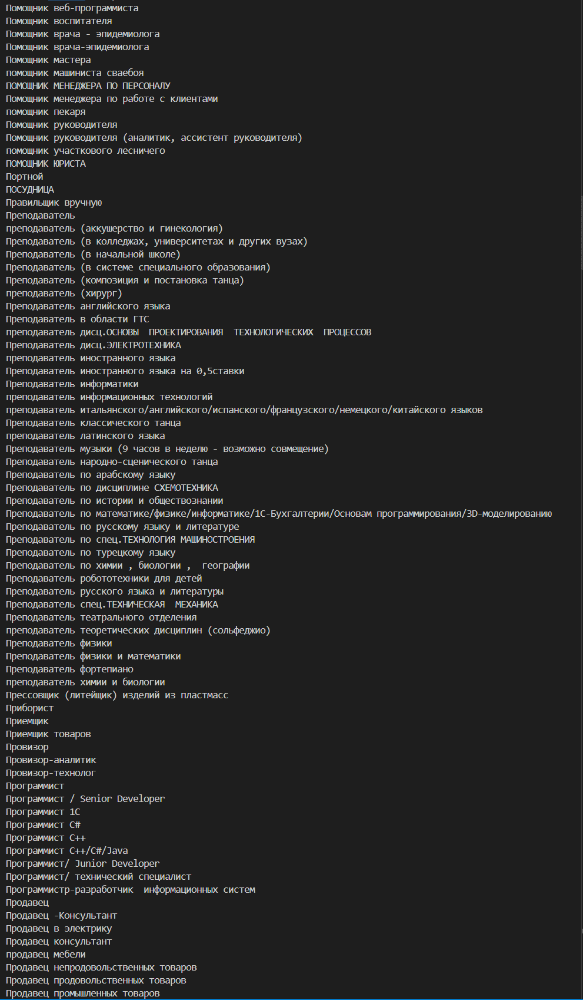 Помощник веб-программиста
Помощник воспитателя
Помощник врача - эпидемиолога
Помощник врача-эпидемиолога
Помощник мастера
помощник машиниста сваебоя
ПОМОЩНИК МЕНЕДЖЕРА ПО ПЕРСОНАЛУ
Помощник менеджера по работе с клиентами
помощник пекаря
Помощник руководителя
Помощник руководителя (аналитик, ассистент руководителя)
помощник участкового лесничего
ПОМОЩНИК ЮРИСТА
Портной
ПОСУДНИЦА
Правильщик вручную
Преподаватель
преподаватель (аккушерство и гинекология)
Преподаватель (в колледжах, университетах и других вузах)
Преподаватель (в начальной школе)
Преподаватель (в системе специального образования)
Преподаватель (композиция и постановка танца)
преподаватель (хирург)
Преподаватель английского языка
Преподаватель в области ГТС
преподаватель дисц.ОСНОВЫ  ПРОЕКТИРОВАНИЯ  ТЕХНОЛОГИЧЕСКИХ  ПРОЦЕССОВ
Преподаватель дисц.ЭЛЕКТРОТЕХНИКА
преподаватель иностранного языка
Преподаватель иностранного языка на 0,5ставки
Преподаватель информатики
преподаватель информационных технологий
преподаватель итальянского/английского/испанского/французского/немецкого/китайского языков
Преподаватель классического танца
преподаватель латинского языка
Преподаватель музыки (9 часов в неделю - возможно совмещение)
Преподаватель народно-сценического танца
Преподаватель по арабскому языку
Преподаватель по дисциплине СХЕМОТЕХНИКА
Преподаватель по истории и обществознании
Преподаватель по математике/физике/информатике/1С-Бухгалтерии/Основам программирования/3D-моделированию
Преподаватель по русскому языку и литературе
Преподаватель по спец.ТЕХНОЛОГИЯ МАШИНОСТРОЕНИЯ
Преподаватель по турецкому языку
Преподаватель по химии , биологии ,  географии
Преподаватель робототехники для детей
Преподаватель русского языка и литературы
Преподаватель спец.ТЕХНИЧЕСКАЯ  МЕХАНИКА
Преподаватель театрального отделения
преподаватель теоретических дисциплин (сольфеджио)
Преподаватель физики
Преподаватель физики и математики
Преподаватель фортепиано
преподаватель химии и биологии
Прессовщик (литейщик) изделий из пластмасс
Приборист
Приемщик
Приемщик товаров
Провизор
Провизор-аналитик
Провизор-технолог
Программист
Программист / Senior Developer
Программист 1С
Программист C#
Программист C++
Программист C++/C#/Java
Программист/ Junior Developer
Программист/ технический специалист
Программистр-разработчик  информационных систем
Продавец
Продавец -Консультант
Продавец в электрику
Продавец консультант
продавец мебели
Продавец непродовольственных товаров
Продавец продовольственных товаров
Продавец промышленных товаров